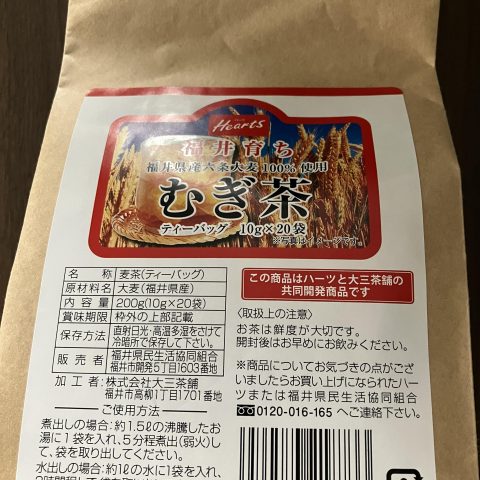 Hearts
福井育ち
福井県産六条大麦100%使用
むぎ茶
ティーバッグ 10g×20袋
※写真はイメージです。
名 称 麦茶(ティーバッグ)
原材料名 大麦(福井県産)
内 容 量 200g(10g×20袋)
賞味期限 枠外の上部記載
保存方法 直射日光・高温多湿をさけて
冷暗所で保存して下さい。
販 売 者 福井県民生活協同組合
福井市開発5丁目1603番地
加 工 者:株式会社大三茶舗
福井市高柳1丁目1701番地
この商品はハーツと大三茶舗の
共同開発商品です
〈取扱上の注意〉
お茶は鮮度が大切です。
開封後はお早めにお飲みください。
※商品についてお気づきの点がござ
いましたらお買い上げになられたハー
ツまたは福井県民生活協同組合
0120-016-165 へご連絡下さい。
ご使用方法
煮出しの場合:約1.5ℓの沸騰したお
湯に1袋を入れ、5分程煮出(弱火)し
て、袋を取り出してください。
水出しの場合:約1ℓの水に1袋を入れ、